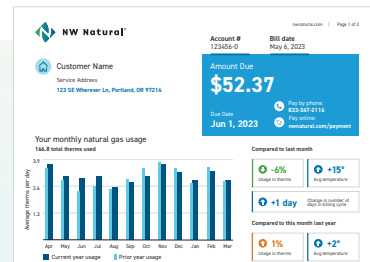 nwnatural.com | Page 1 of 2
NW Natural
Account #
123456-0
Bill date
May 6, 2023
Customer Name
Service Address
123 SE Wherever Ln, Portland, OR 97214
Amount Due
$52.37
Due Date
Jun 1, 2023
Pay by phone:
833-347-2114
Pay online:
nwnatural.com/payment
Your monthly natural gas usage
166.8 total therms used
Average therms per day
3.9
2.6
1.3
Apr May Jun Jul Aug Sep Oct Nov Dec Jan Feb Mar
Current year usage
Prior year usage
Compared to last month
-6%
Usage in therms
+15°
Avg temperature
+1 day
Change in number of
days in billing cycle
Compared to this month last year
1%
Usage in therms
+2°
Avg temperature